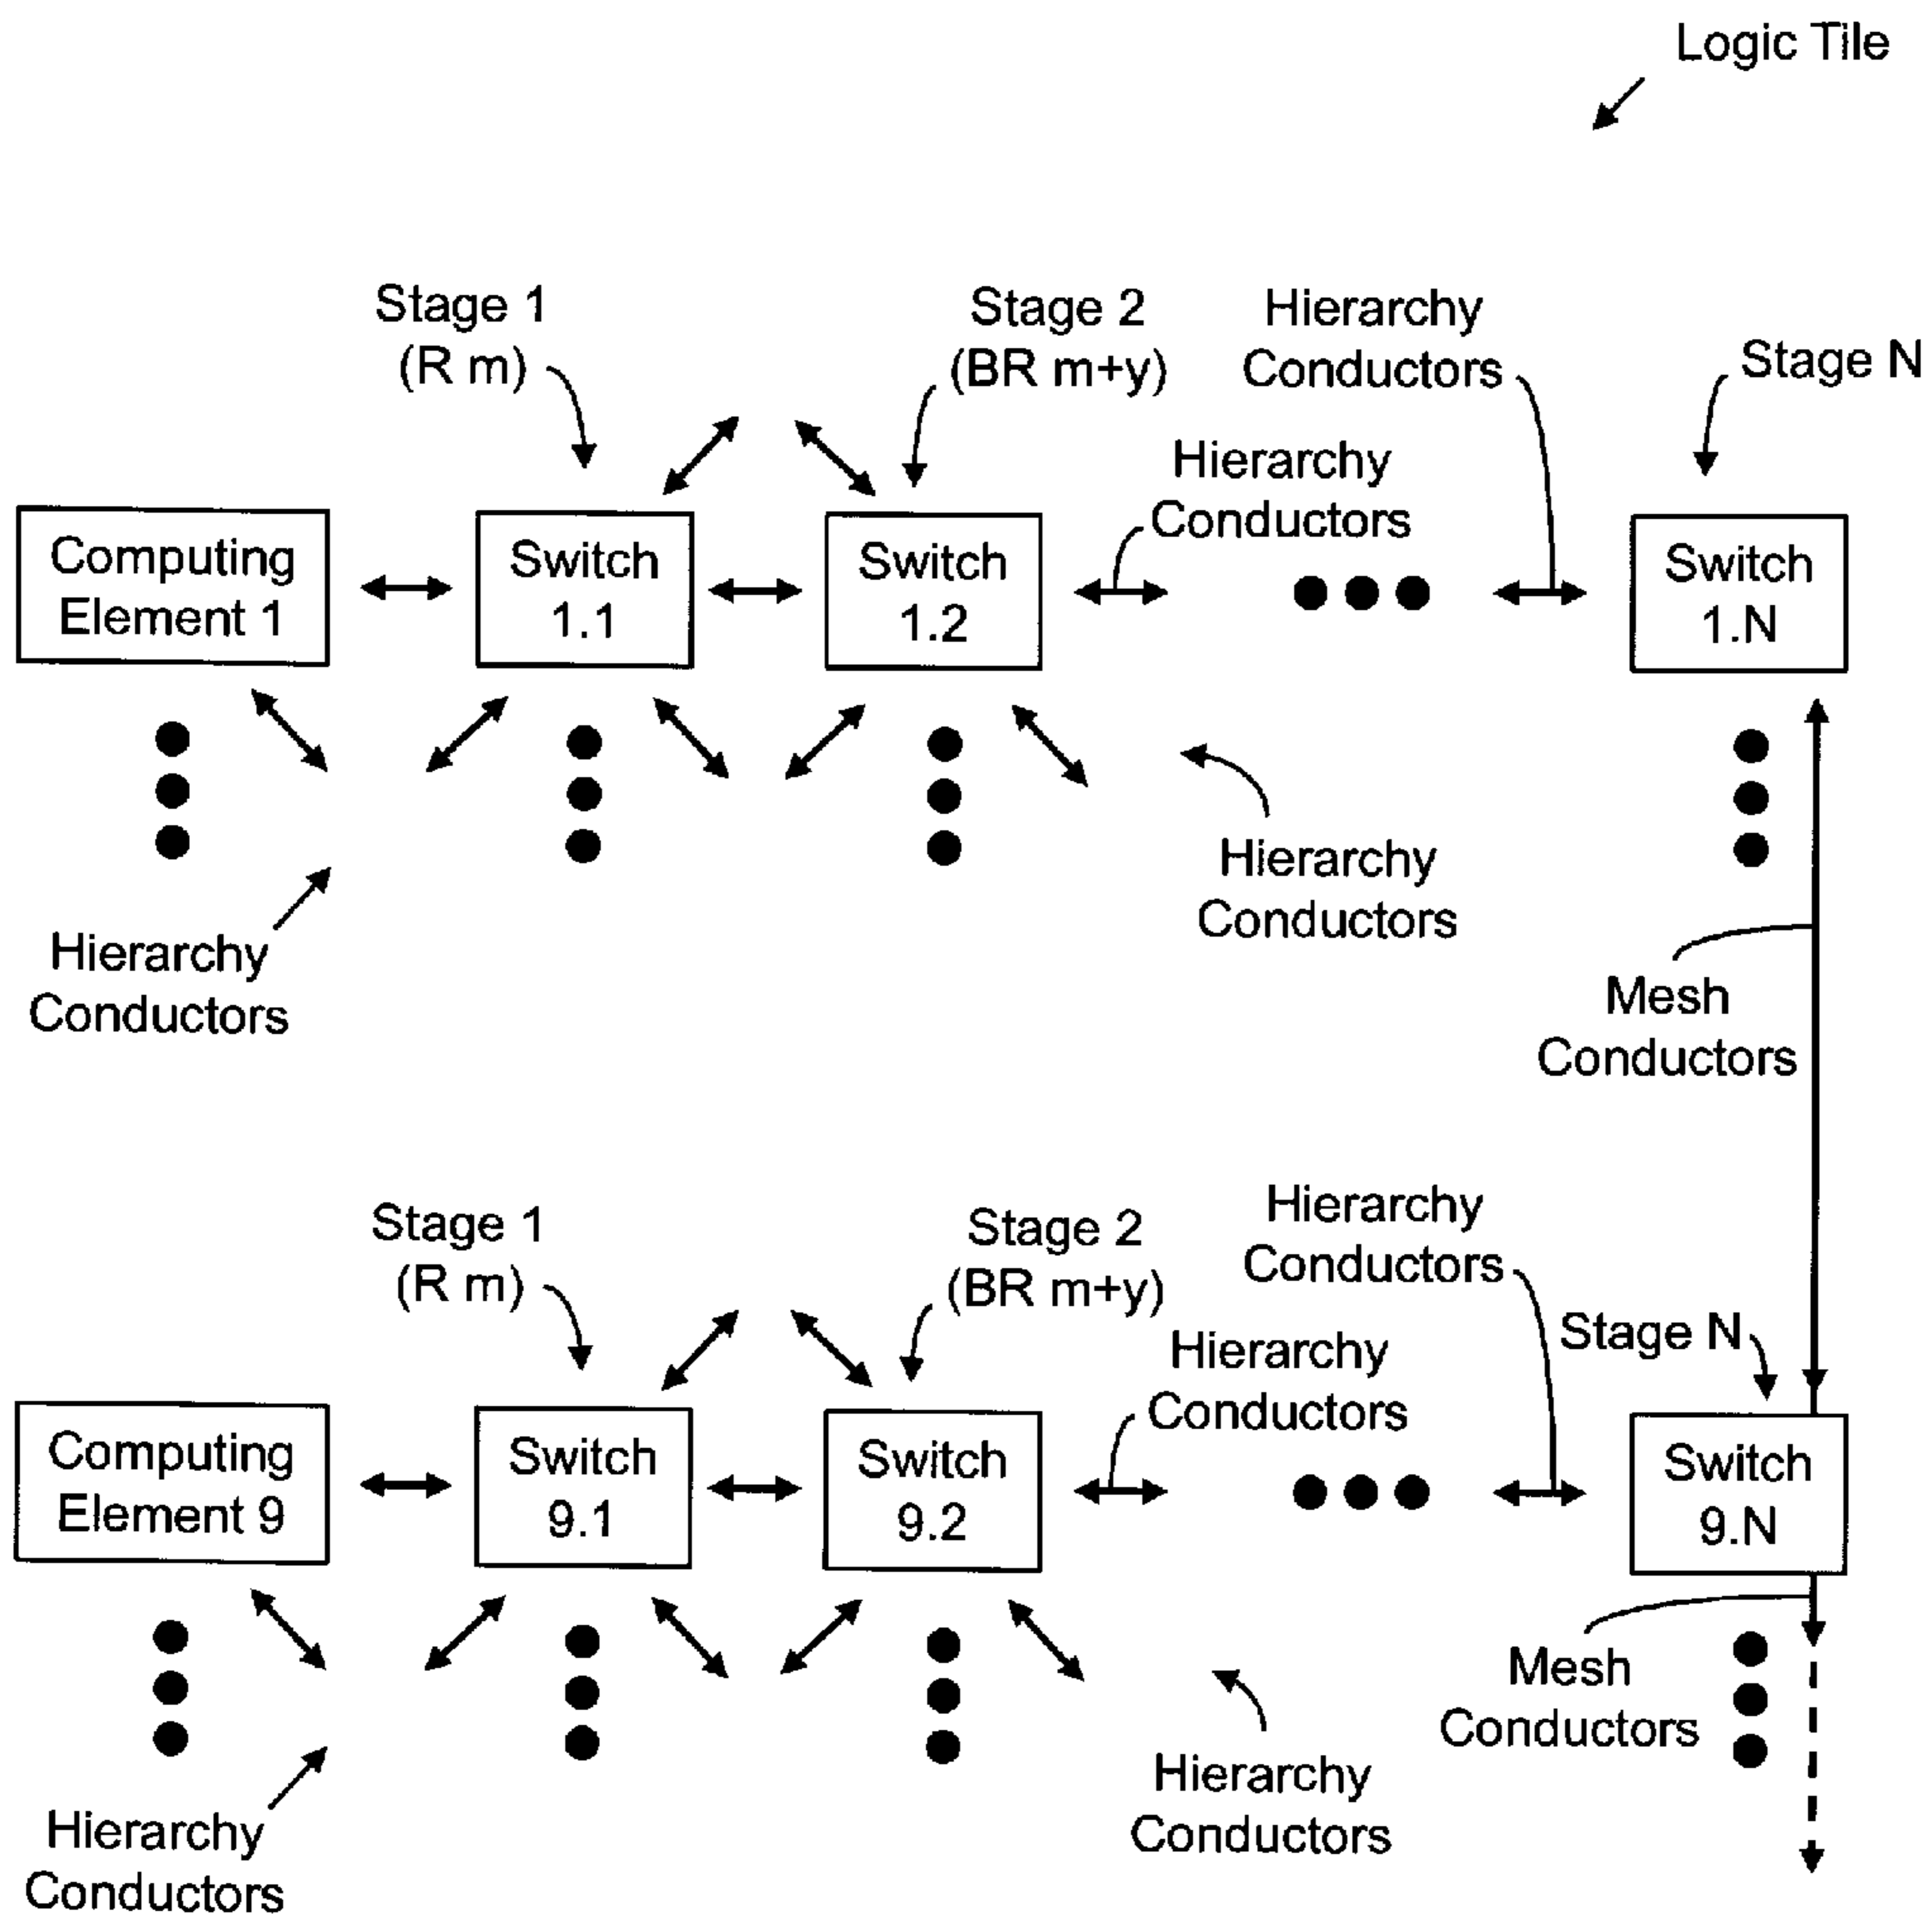 Logic Tile
Stage 1
(R m)
Stage 2
(BR m+y)
Hierarchy
Conductors
Stage N
Hierarchy
Conductors
Computing
Element 1
Switch
1.1
Switch
1.2
Switch
1.N
Hierarchy
Conductors
Hierarchy
Conductors
Mesh
Conductors
Stage 1
(R m)
Stage 2
(BR m+y)
Hierarchy
Conductors
Stage N
Hierarchy
Conductors
Computing
Element 9
Switch
9.1
Switch
9.2
Switch
9.N
Mesh
Conductors
Hierarchy
Conductors
Hierarchy
Conductors